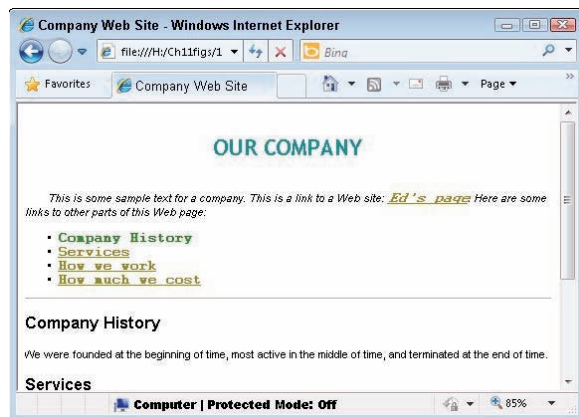 Company Web Site - Windows Internet Explorer
file:///H:/Ch11figs/1
Bing
Favorites
Company Web Site
Page
OUR COMPANY
This is some sample text for a company. This is a link to a Web site: Ed's page Here are some
links to other parts of this Web page:
• Company History
• Services
• How we work
• How much we cost
Company History
We were founded at the beginning of time, most active in the middle of time, and terminated at the end of time.
Services
Computer | Protected Mode: Off
85%